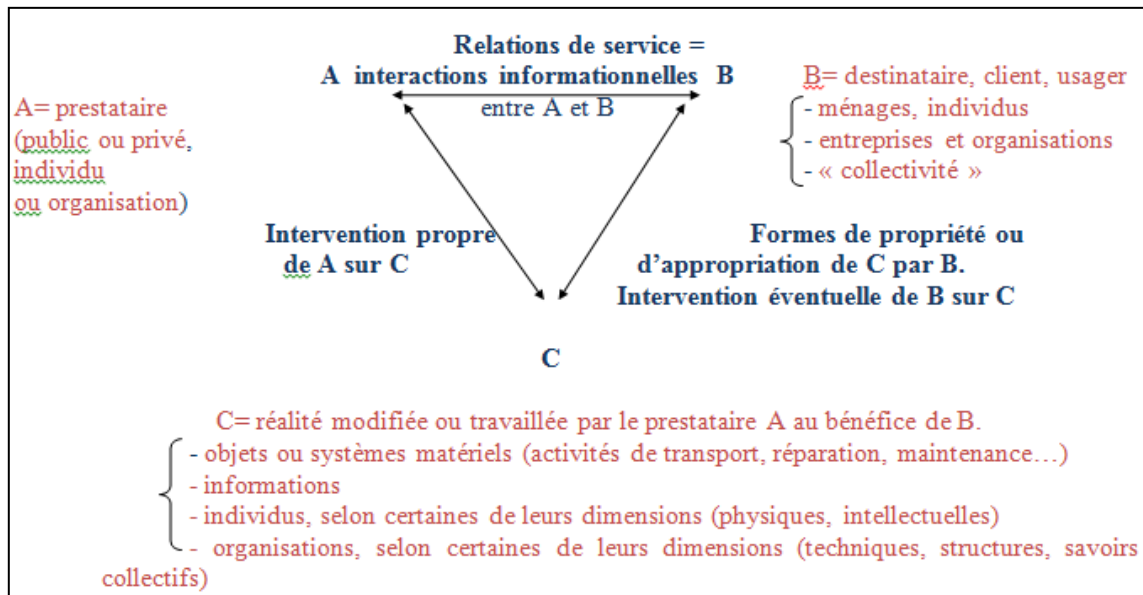 Relations de service =
A interactions informationnelles B
entre A et B
A= prestataire
(public ou privé,
individu
ou organisation)
B= destinataire, client, usager
- ménages, individus
- entreprises et organisations
- « collectivité »
Intervention propre
de A sur C
Formes de propriété ou
d’appropriation de C par B.
Intervention éventuelle de B sur C
C
C= réalité modifiée ou travaillée par le prestataire A au bénéfice de B.
- objets ou systèmes matériels (activités de transport, réparation, maintenance…)
- informations
- individus, selon certaines de leurs dimensions (physiques, intellectuelles)
- organisations, selon certaines de leurs dimensions (techniques, structures, savoirs
collectifs)